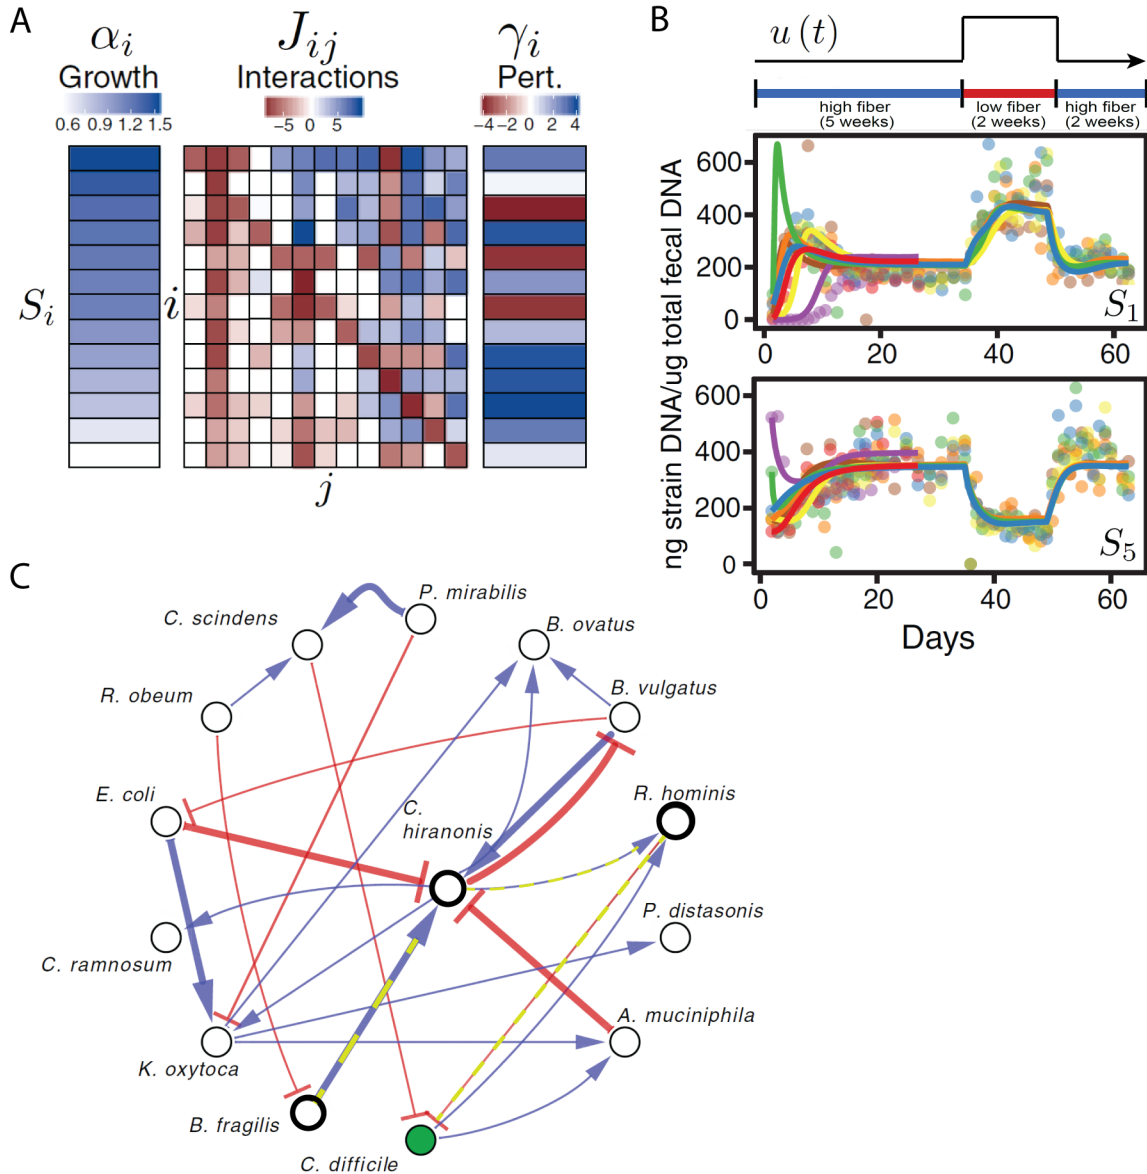 A
αᵢ
Growth
0.6 0.9 1.2 1.5
Jᵢⱼ
Interactions
−5 0 5
γᵢ
Pert.
−4 −2 0 2 4
Sᵢ
i
j
B
u (t)
high fiber
(5 weeks)
low fiber
(2 weeks)
high fiber
(2 weeks)
ng strain DNA/ug total fecal DNA
600
400
200
0
S₁
0 20 40 60
600
400
200
0
S₅
0 20 40 60
Days
C
P. mirabilis
C. scindens
B. ovatus
B. vulgatus
R. obeum
E. coli
C.
hiranonis
R. hominis
P. distasonis
C. ramnosum
A. muciniphila
K. oxytoca
B. fragilis
C. difficile